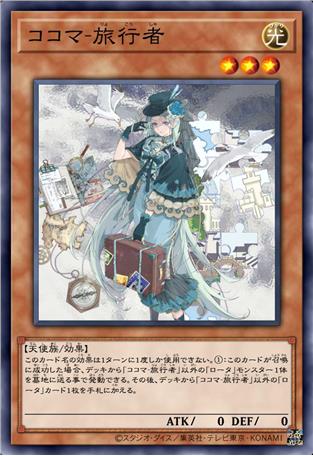 ココマ-旅行者
光
【天使族/効果】
このカード名の効果は1ターンに1度しか使用できない。①：このカードが召喚
に成功した場合、デッキから「ココマ-旅行者」以外の「ロータ」モンスター1体
を墓地に送る事で発動できる。その後、デッキから「ココマ-旅行者」以外の「ロ
ータ」カード1枚を手札に加える。
ATK/ 0 DEF/ 0
©スタジオ・ダイス/集英社・テレビ東京・KONAMI